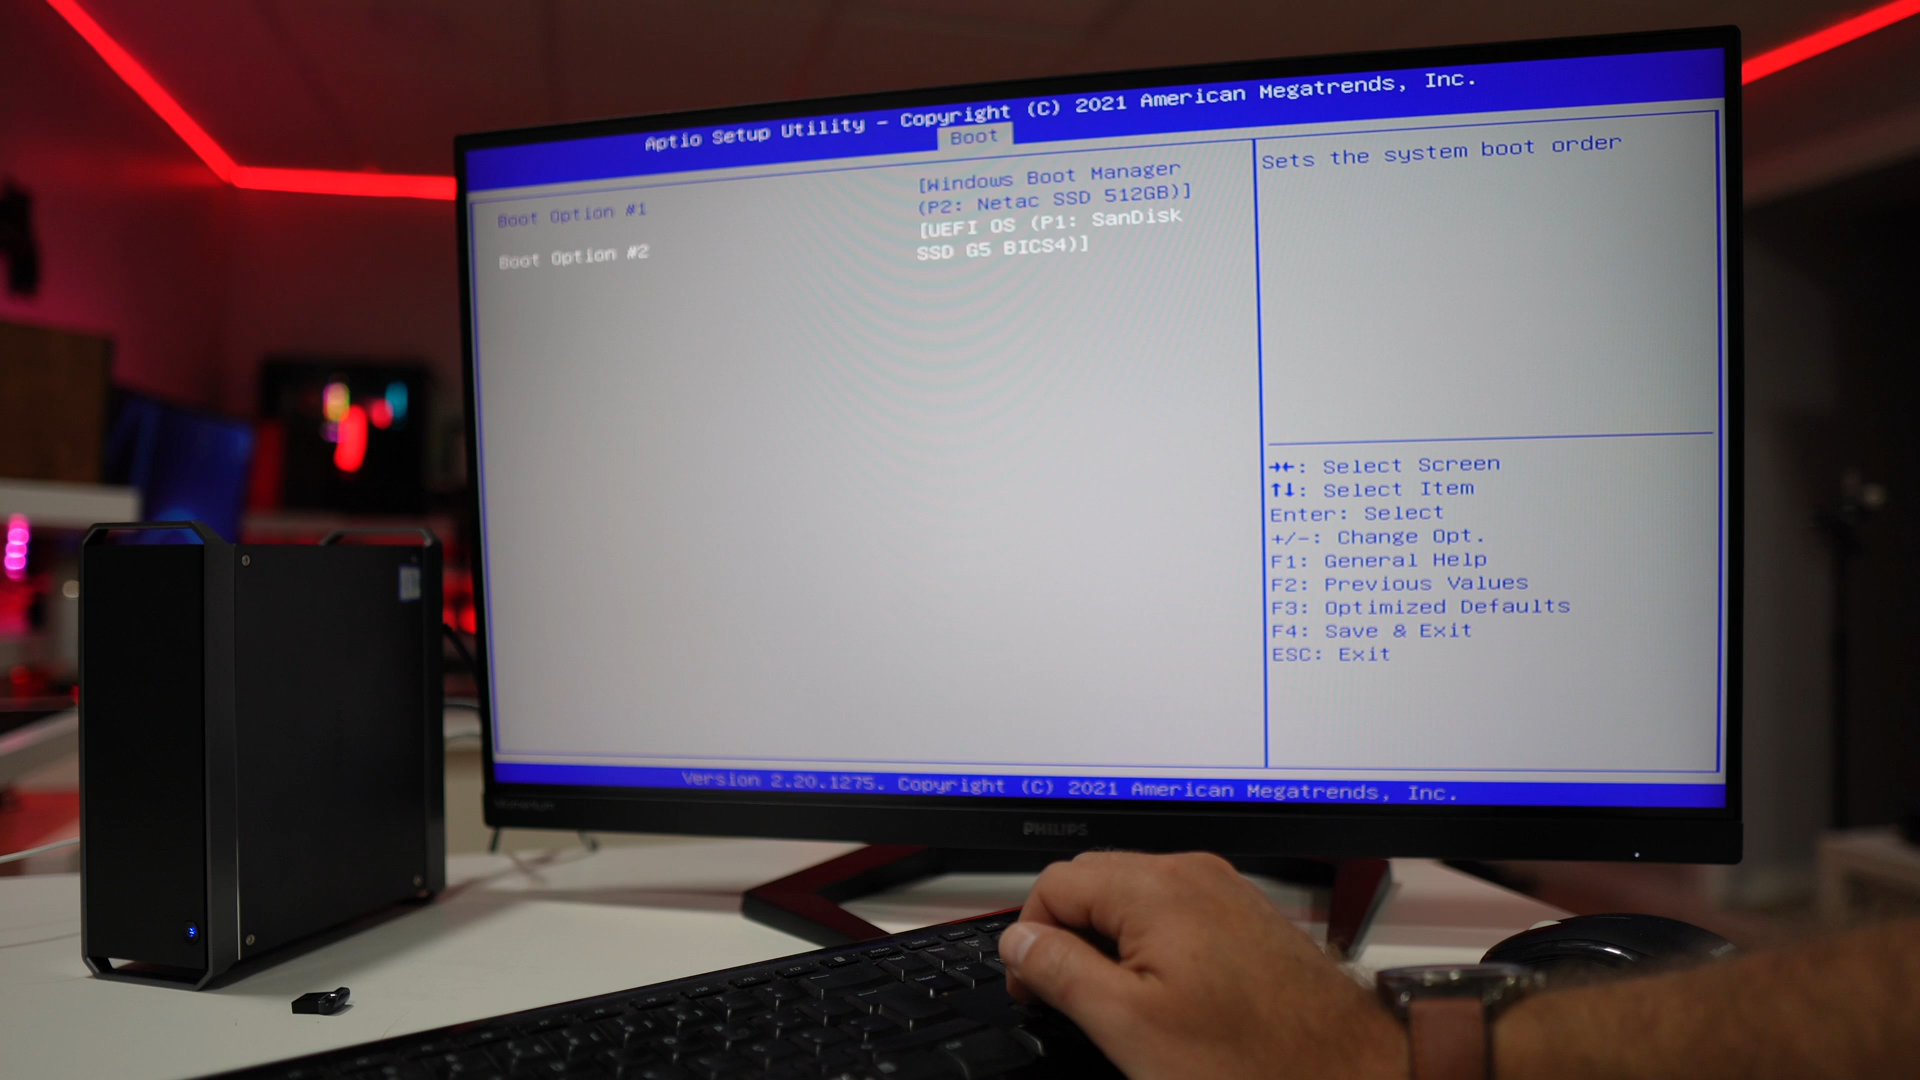 Aptio Setup Utility - Copyright (C) 2021 American Megatrends, Inc.
Boot
Boot Option #1
[Windows Boot Manager
(P2: Netac SSD 512GB)]
Boot Option #2
[UEFI OS (P1: SanDisk
SSD G5 BICS4)]
Sets the system boot order
→←: Select Screen
↑↓: Select Item
Enter: Select
+/-: Change Opt.
F1: General Help
F2: Previous Values
F3: Optimized Defaults
F4: Save & Exit
ESC: Exit
Version 2.20.1275. Copyright (C) 2021 American Megatrends, Inc.
Momentum
PHILIPS